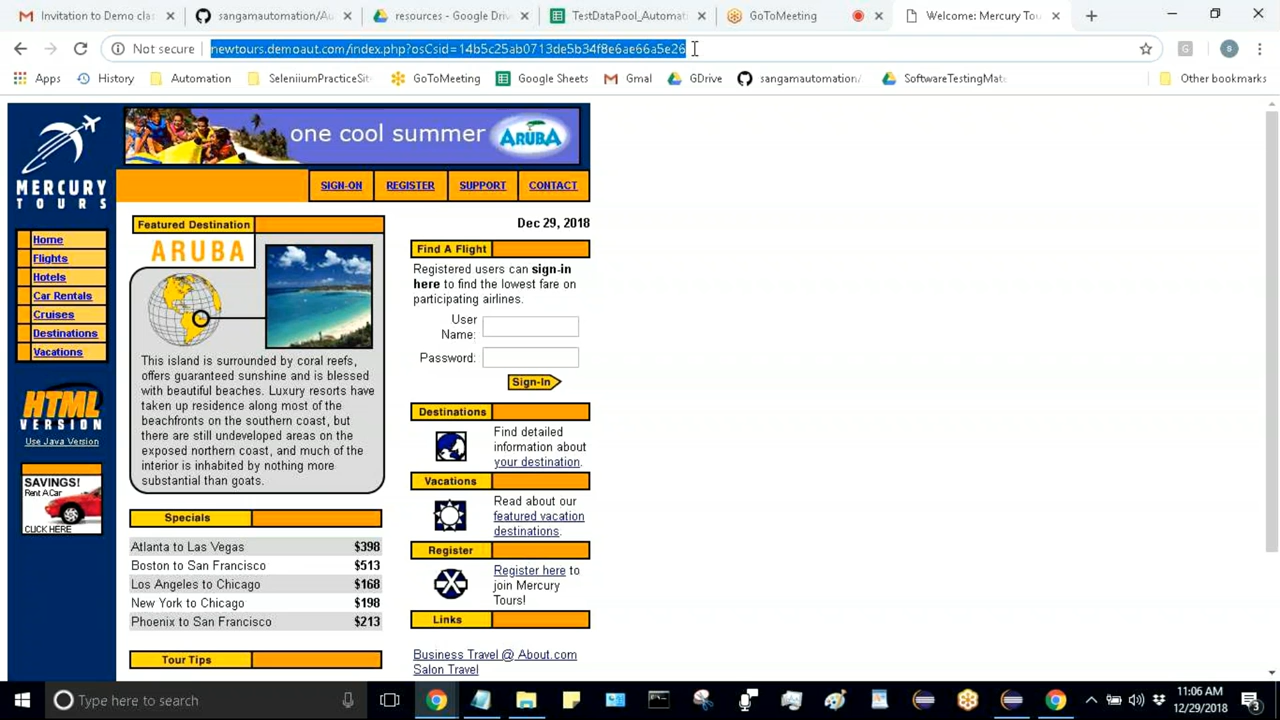 Invitation to Demo clas
sangamautomation/Au
resources - Google Driv
TestDataPool_Automat
GoToMeeting
Welcome: Mercury Tour
Not secure
newtours.demoaut.com/index.php?osCsid=14b5c25ab0713de5b34f8e6ae66a5e26
G
S
Apps
History
Automation
SeleniiumPracticeSite
GoToMeeting
Google Sheets
Gmal
GDrive
sangamautomation/
SoftwareTestingMate
Other bookmarks
one cool summer
ARUBA
MERCURY
TOURS
SIGN-ON
REGISTER
SUPPORT
CONTACT
Home
Flights
Hotels
Car Rentals
Cruises
Destinations
Vacations
HTML
VERSION
Use Java Version
SAVINGS!
Rent A Car
CLICK HERE
Featured Destination
ARUBA
This island is surrounded by coral reefs,
offers guaranteed sunshine and is blessed
with beautiful beaches. Luxury resorts have
taken up residence along most of the
beachfronts on the southern coast, but
there are still undeveloped areas on the
exposed northern coast, and much of the
interior is inhabited by nothing more
substantial than goats.
Specials
Atlanta to Las Vegas $398
Boston to San Francisco $513
Los Angeles to Chicago $168
New York to Chicago $198
Phoenix to San Francisco $213
Tour Tips
Dec 29, 2018
Find A Flight
Registered users can sign-in
here to find the lowest fare on
participating airlines.
User
Name:
Password:
Sign-In
Destinations
Find detailed
information about
your destination.
Vacations
Read about our
featured vacation
destinations.
Register
Register here to
join Mercury
Tours!
Links
Business Travel @ About.com
Salon Travel
Type here to search
11:06 AM
12/29/2018
3